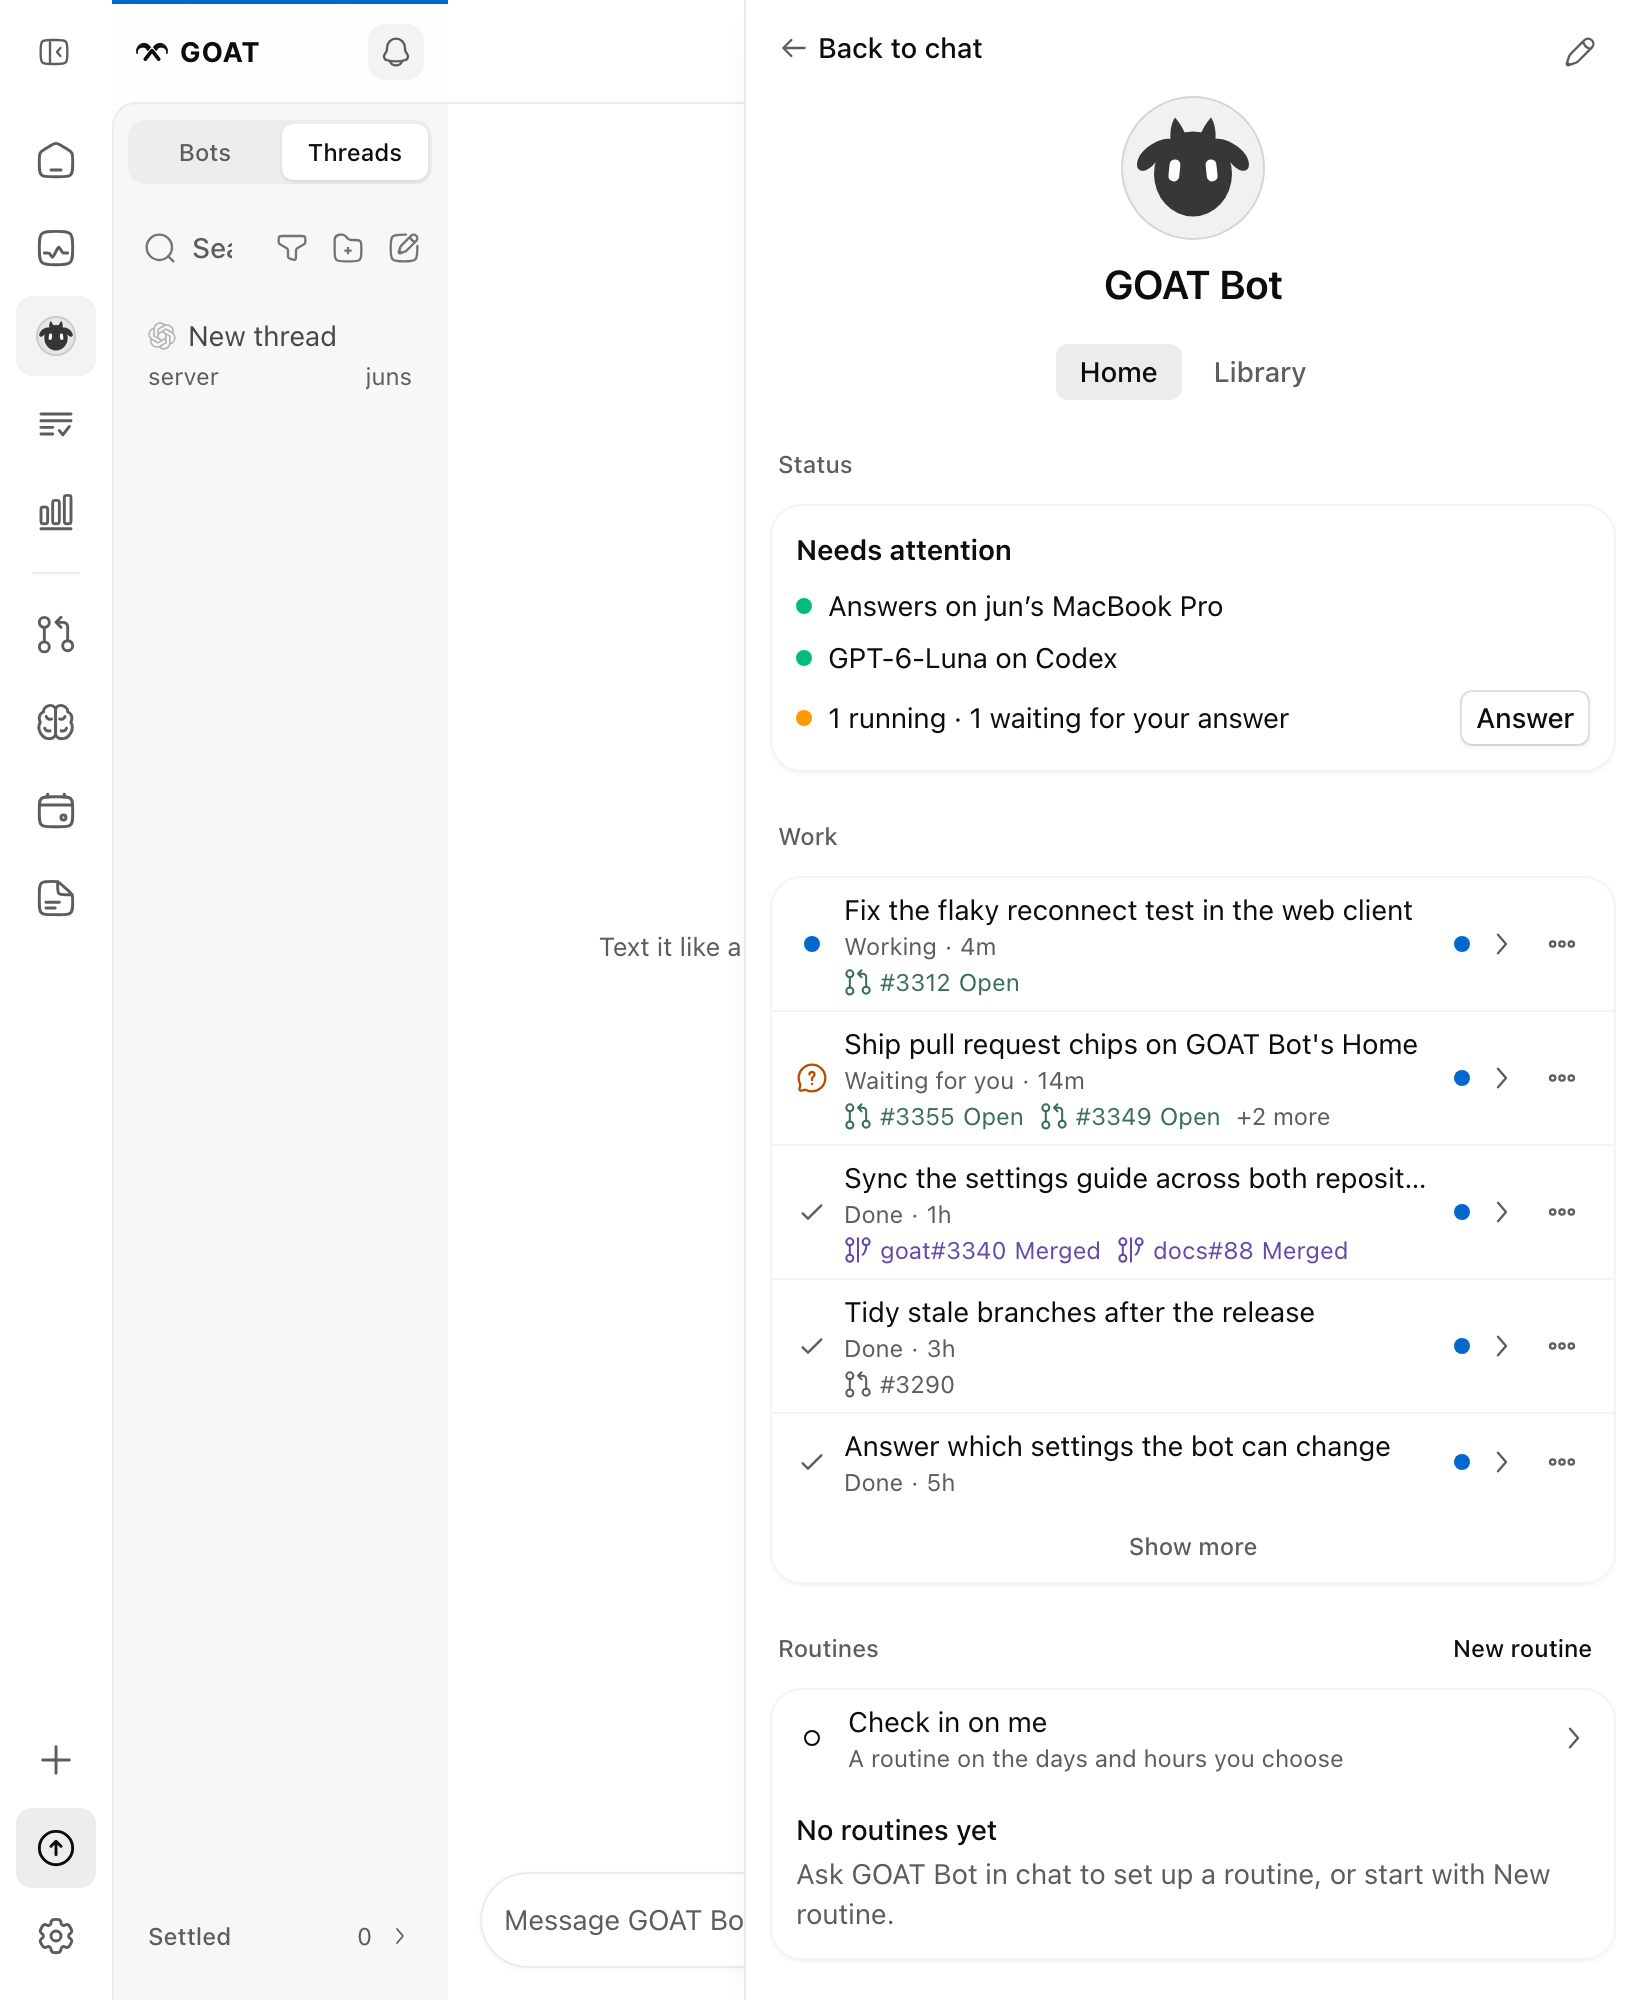 GOAT
Bots
Threads
Sea
New thread
server
juns
Text it like a
Message GOAT Bo
Settled
0
Back to chat
GOAT Bot
Home
Library
Status
Needs attention
Answers on jun’s MacBook Pro
GPT-6-Luna on Codex
1 running · 1 waiting for your answer
Answer
Work
Fix the flaky reconnect test in the web client
Working · 4m
#3312 Open
Ship pull request chips on GOAT Bot's Home
Waiting for you · 14m
#3355 Open #3349 Open +2 more
Sync the settings guide across both reposit...
Done · 1h
goat#3340 Merged docs#88 Merged
Tidy stale branches after the release
Done · 3h
#3290
Answer which settings the bot can change
Done · 5h
Show more
Routines
New routine
Check in on me
A routine on the days and hours you choose
No routines yet
Ask GOAT Bot in chat to set up a routine, or start with New
routine.